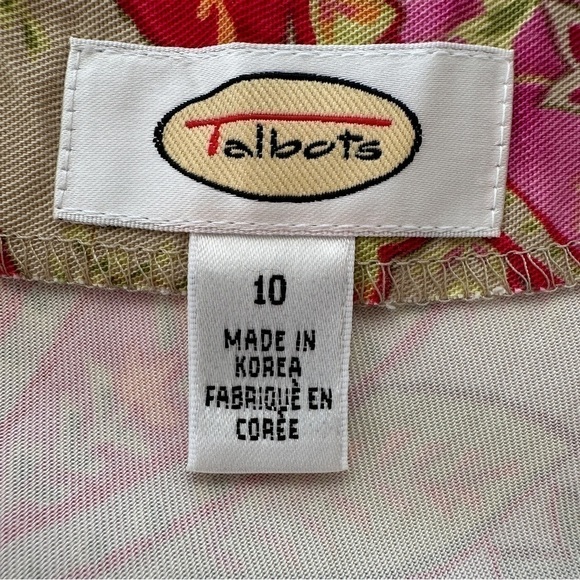 Talbots
10
MADE IN
KOREA
FABRIQUÈ EN
CORÉE